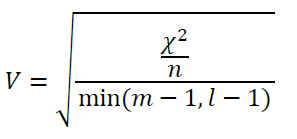 V = √(χ²/n / min(m − 1, l − 1))